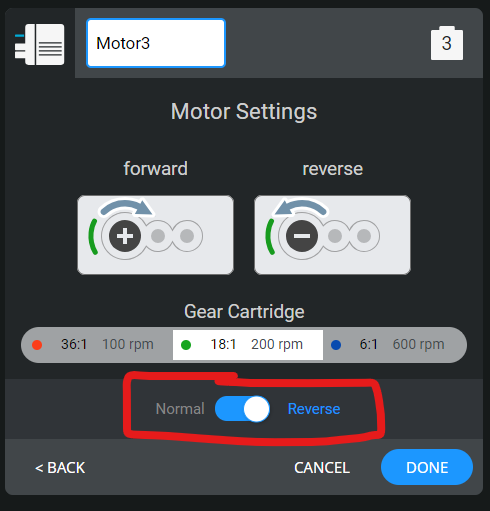 Motor3
3
Motor Settings
forward reverse
Gear Cartridge
36:1 100 rpm 18:1 200 rpm 6:1 600 rpm
Normal Reverse
< BACK CANCEL DONE